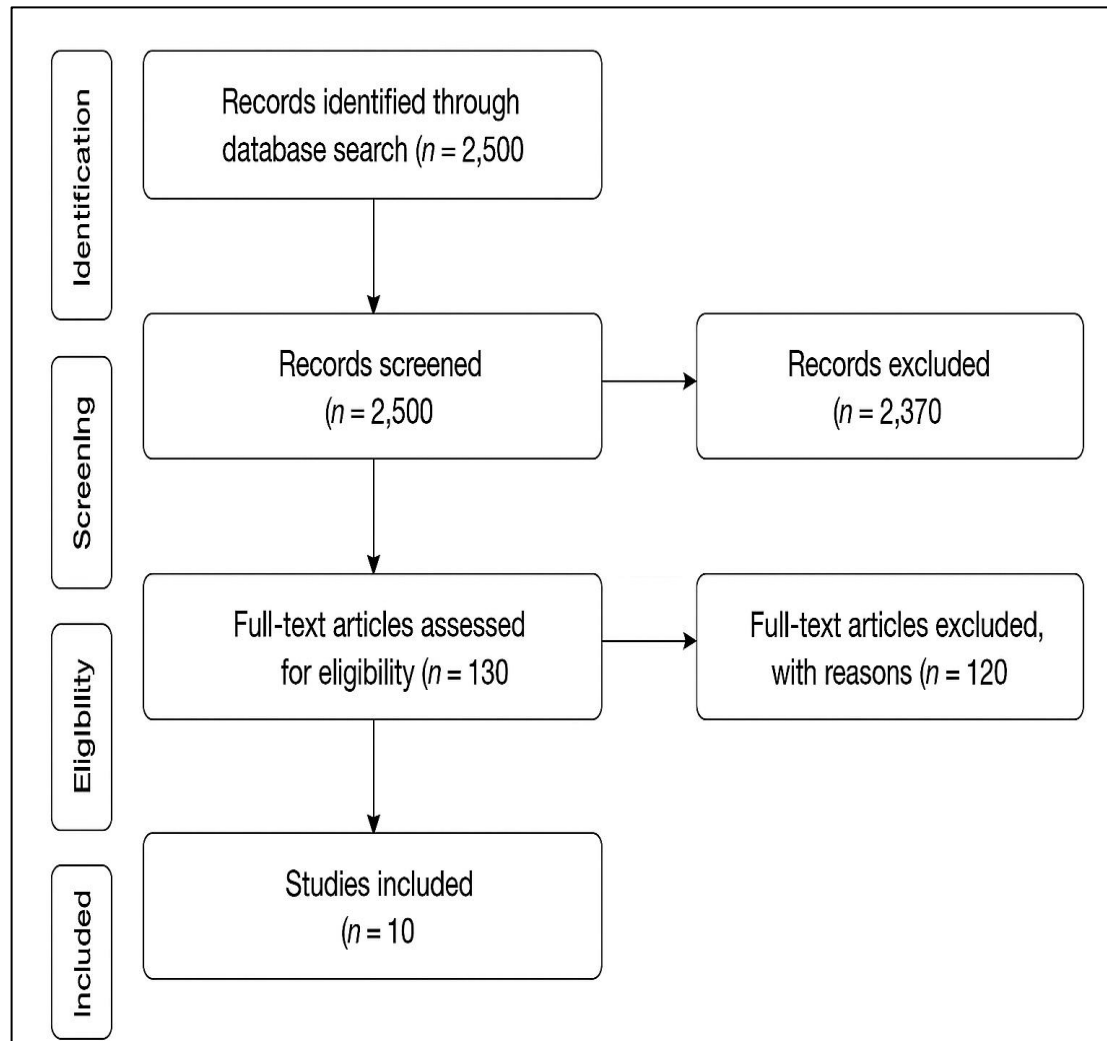 Identification
Records identified through
database search (n = 2,500
Screening
Records screened
(n = 2,500
Records excluded
(n = 2,370
Eligibility
Full-text articles assessed
for eligibility (n = 130
Full-text articles excluded,
with reasons (n = 120
Included
Studies included
(n = 10